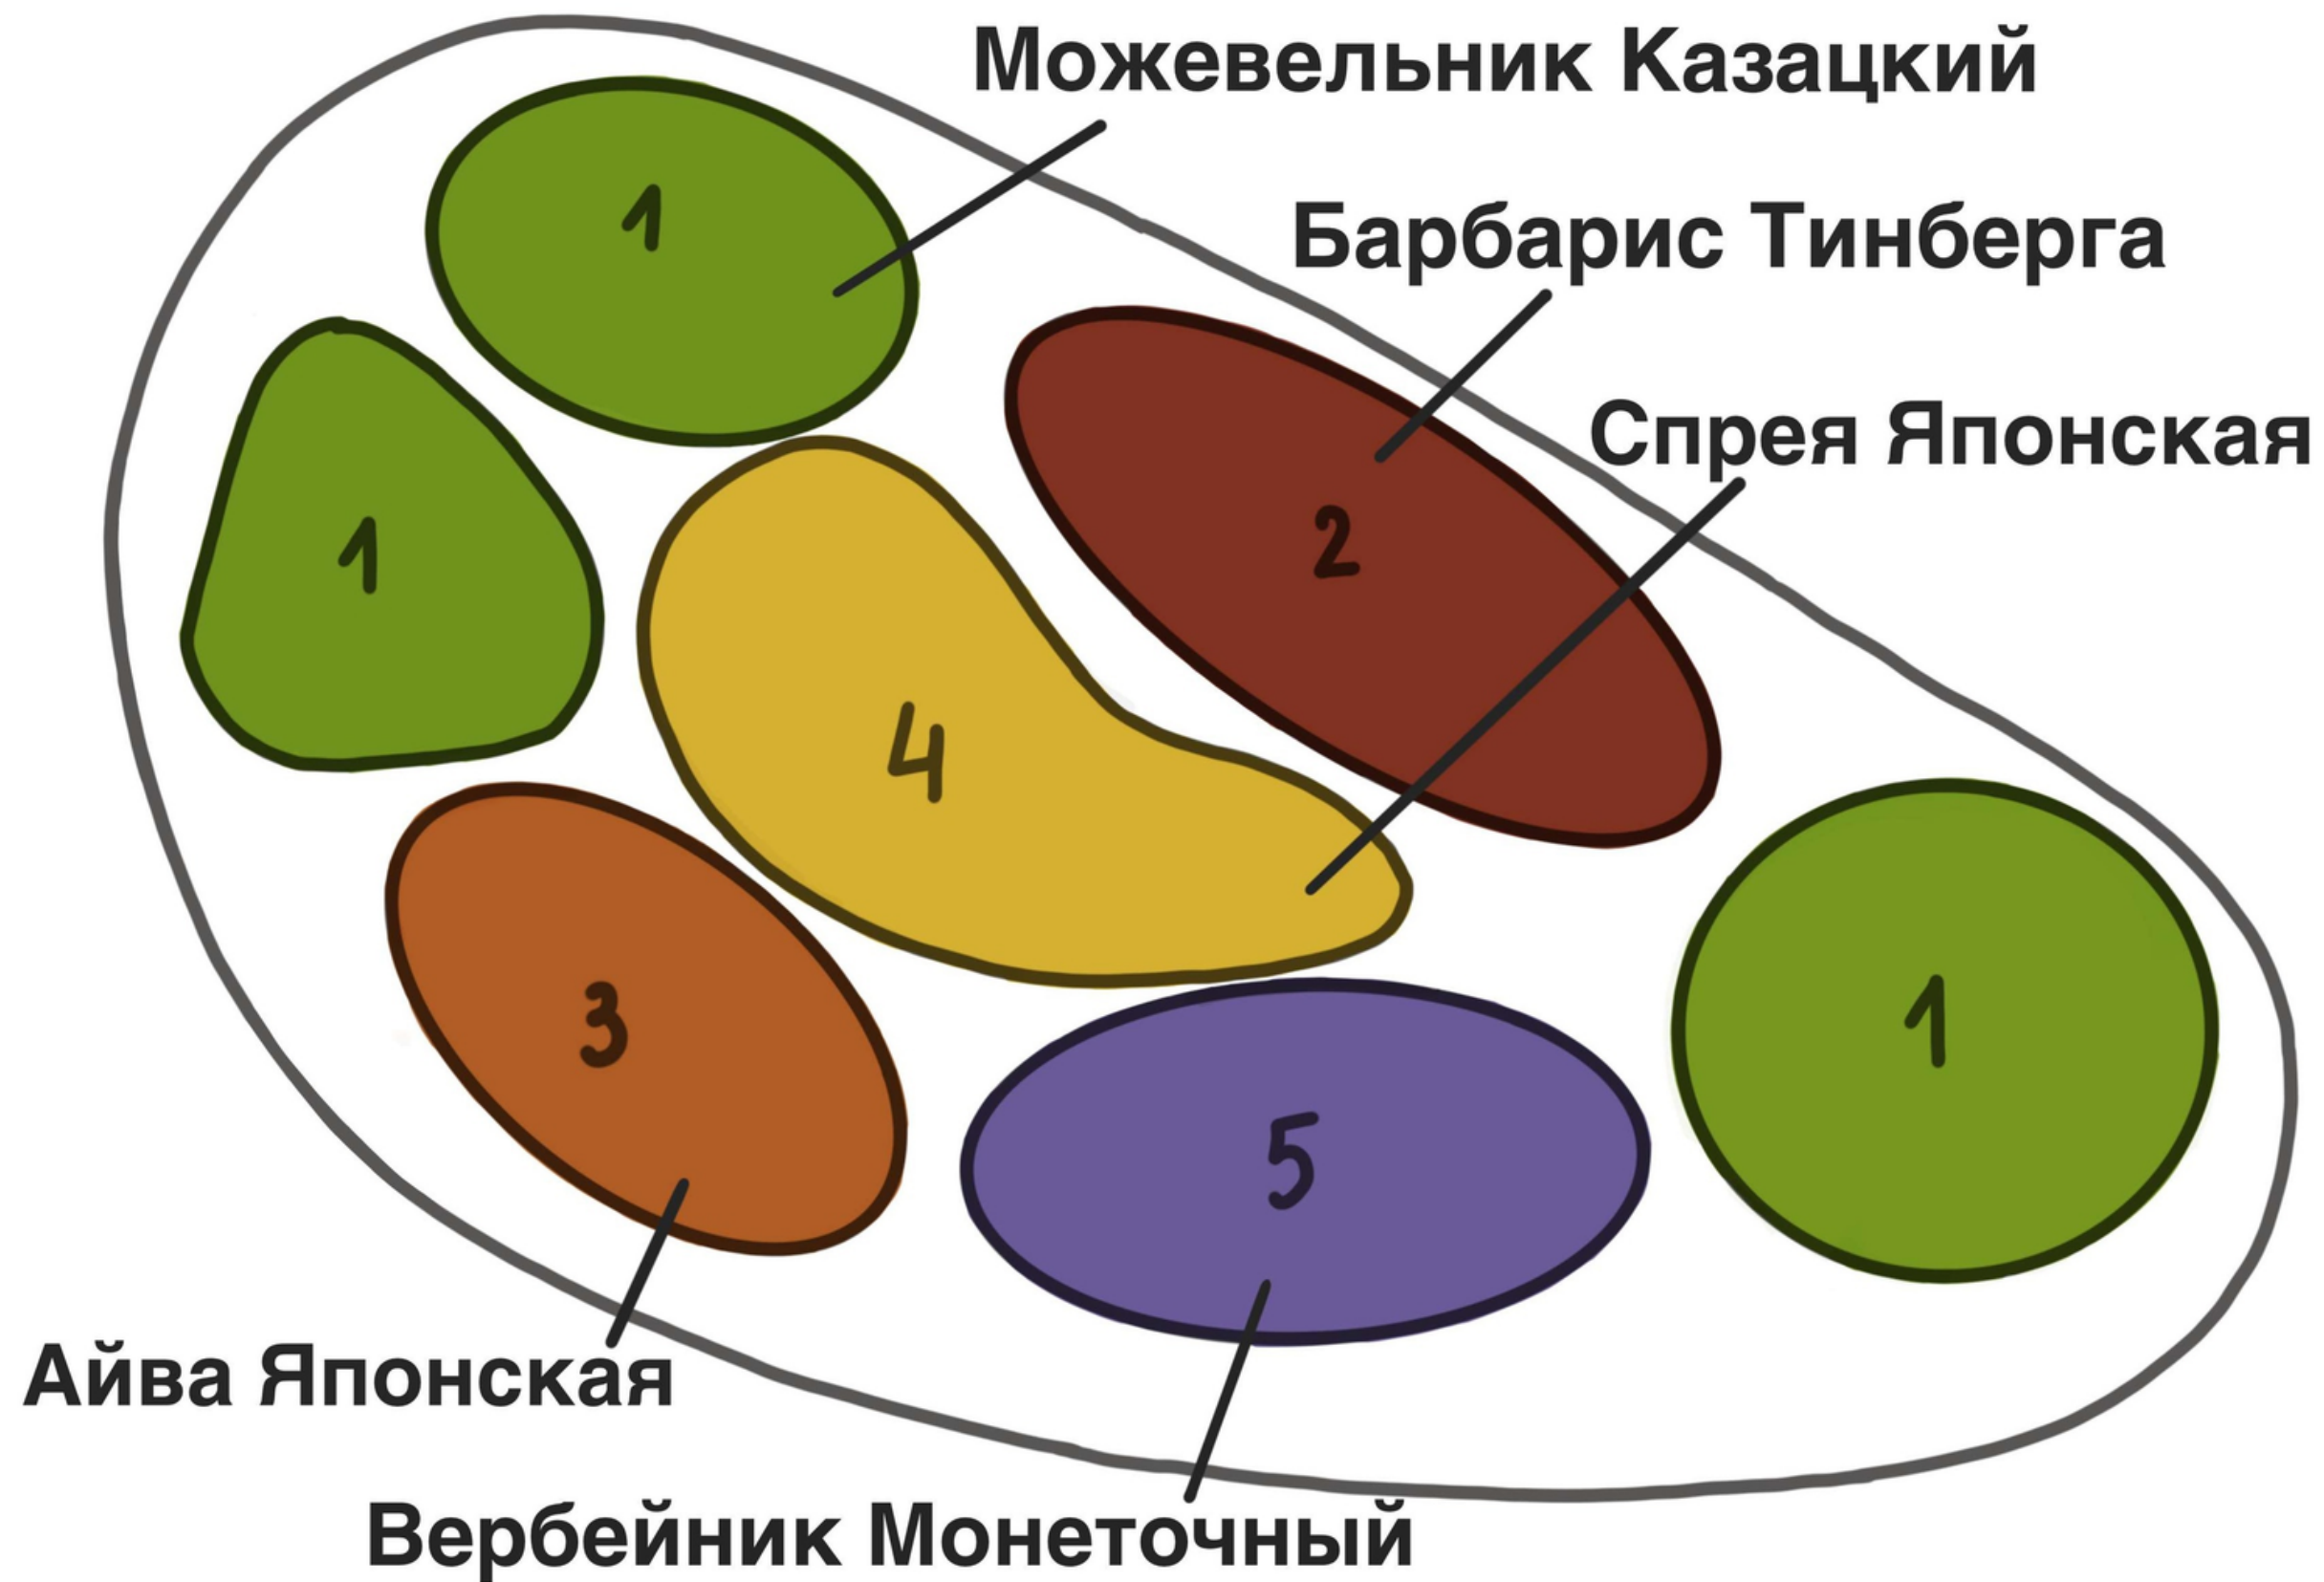 Можевельник Казацкий
1
Барбарис Тинберга
Спрея Японская
1
2
4
3
1
5
Айва Японская
Вербейник Монеточный